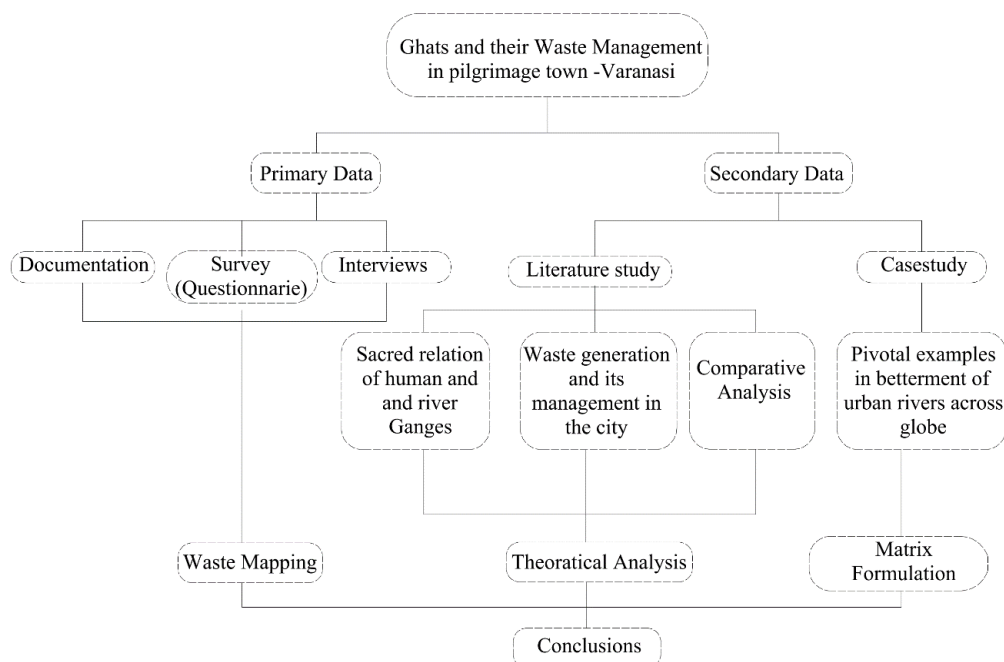 Ghats and their Waste Management
in pilgrimage town -Varanasi
Primary Data
Secondary Data
Documentation
Survey
(Questionnarie)
Interviews
Literature study
Casestudy
Sacred relation
of human and
and river
Ganges
Waste generation
and its
management in
the city
Comparative
Analysis
Pivotal examples
in betterment of
urban rivers across
globe
Waste Mapping
Theoratical Analysis
Matrix
Formulation
Conclusions